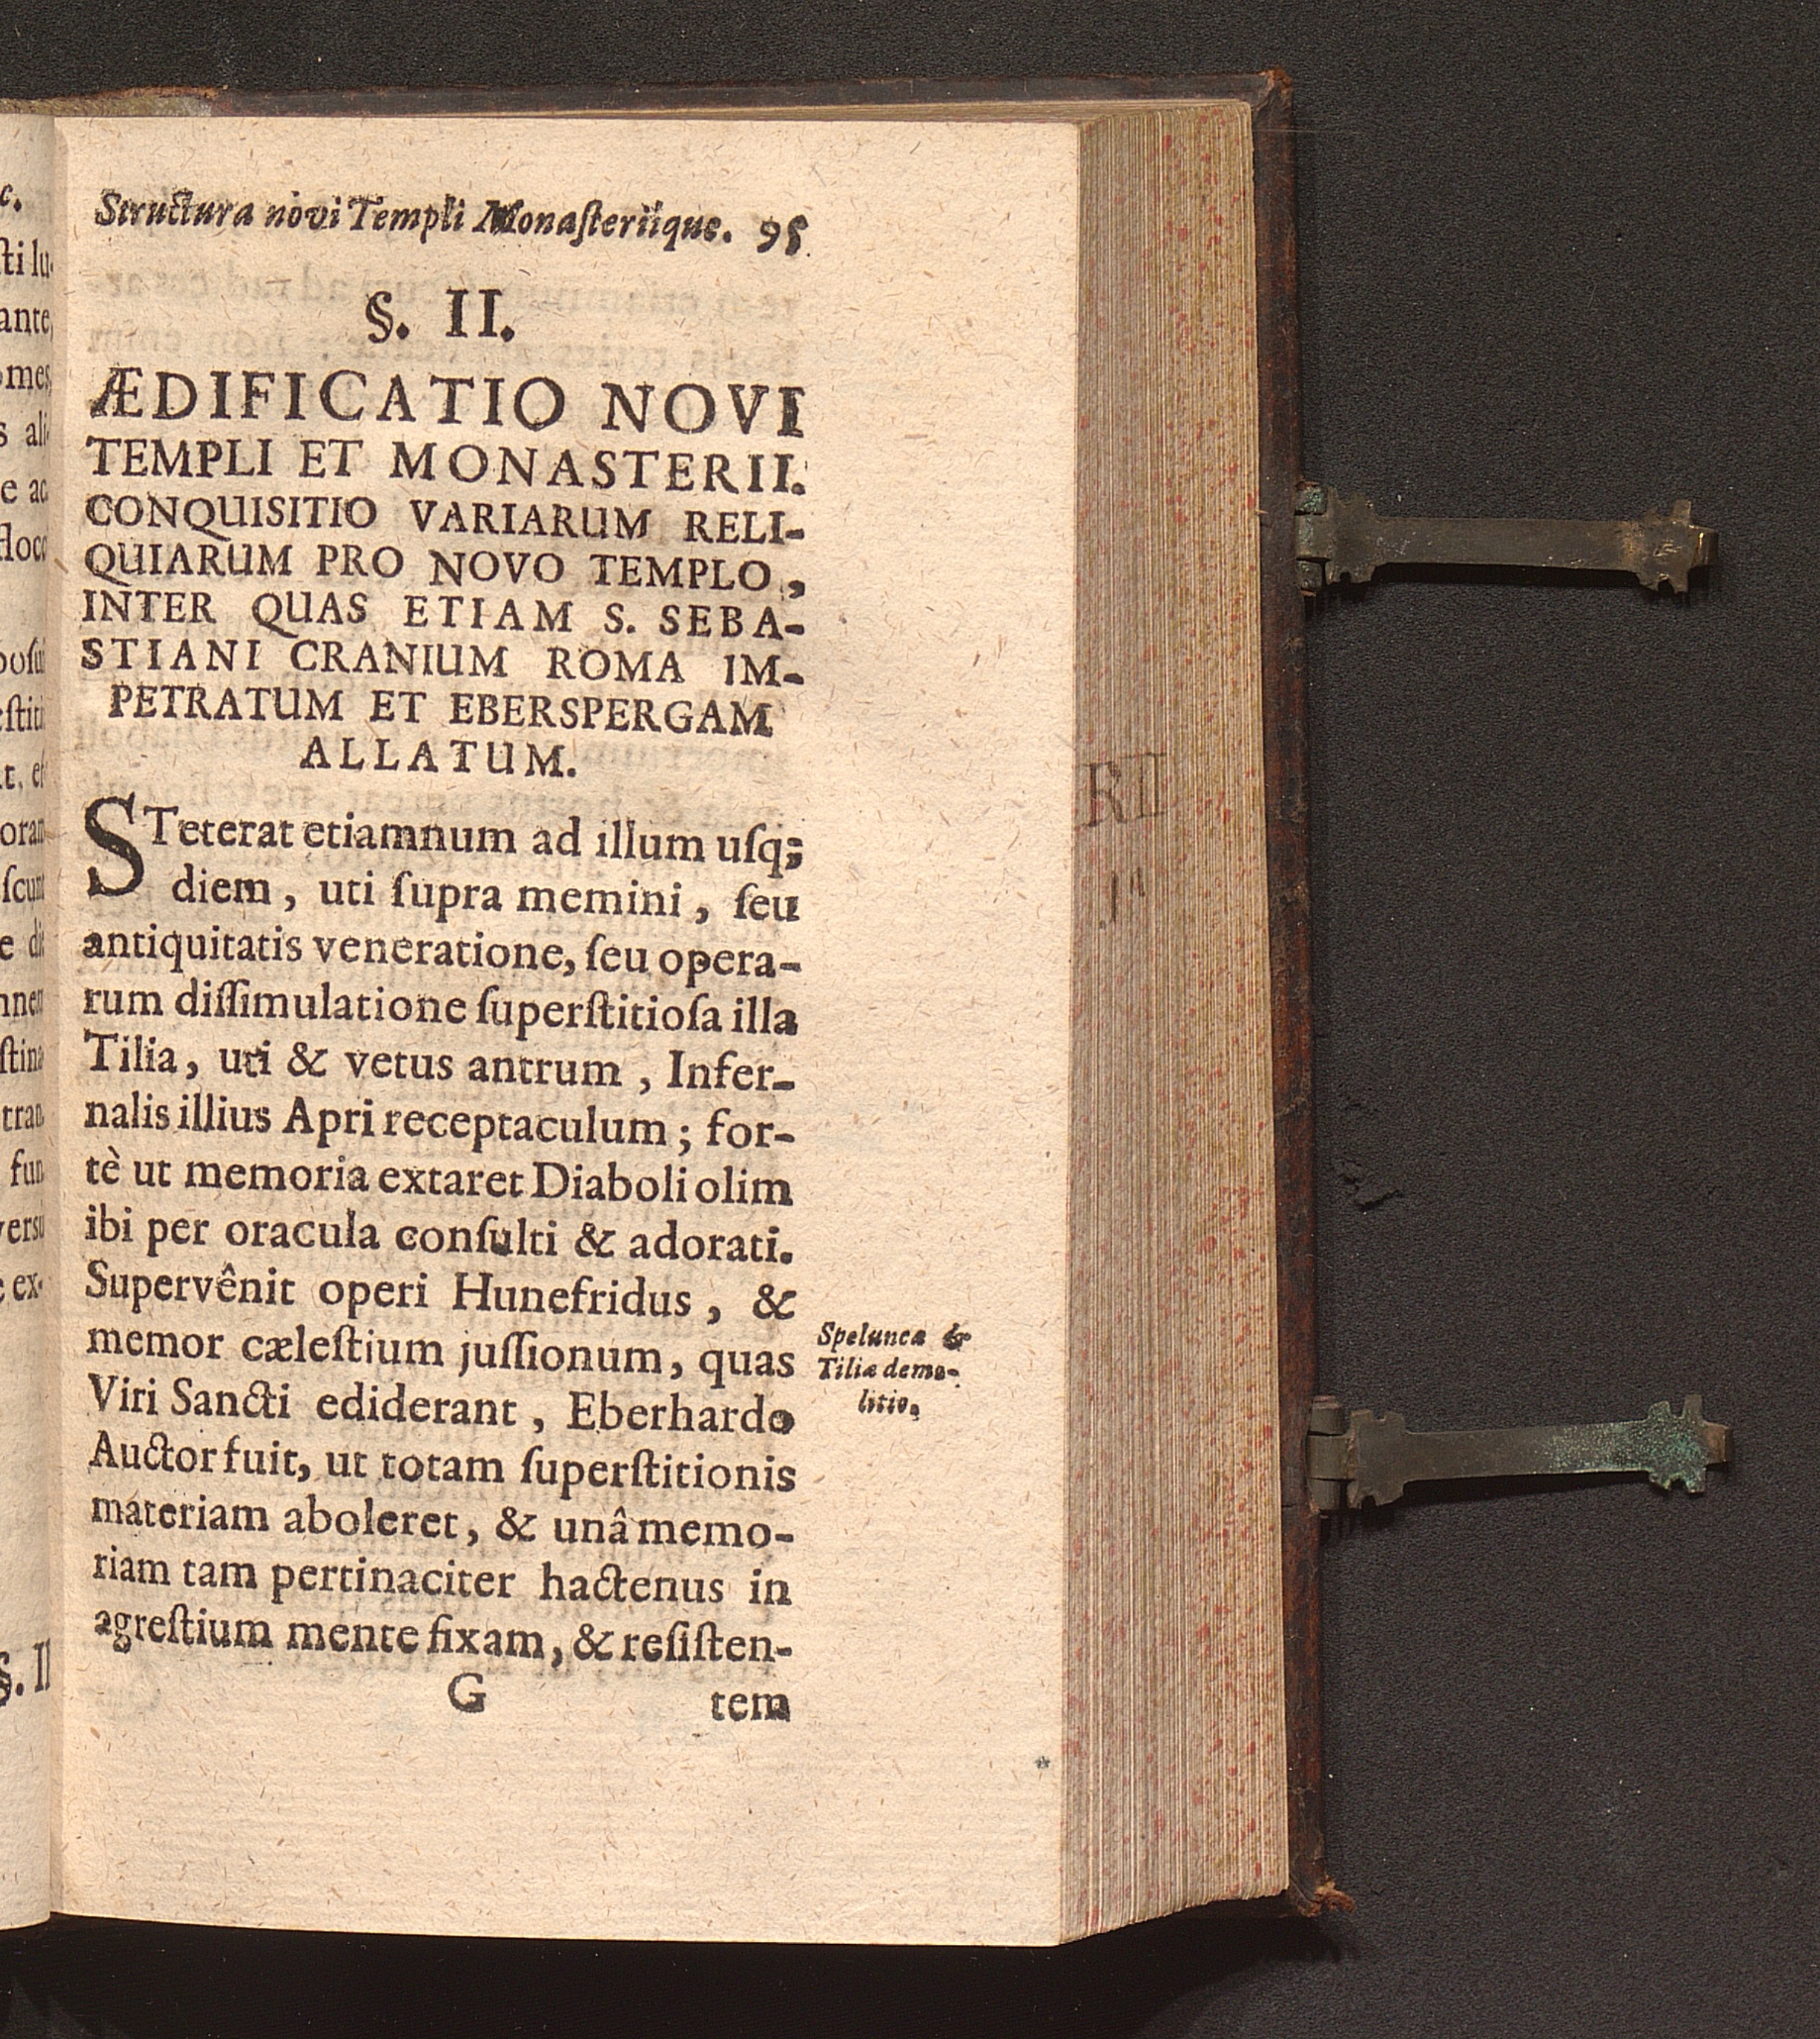 Structura novi Templi Monaſteriique. 95
§. II.
ÆDIFICATIO NOVI
TEMPLI ET MONASTERII.
CONQUISITIO VARIARUM RELI-
QUIARUM PRO NOVO TEMPLO,
INTER QUAS ETIAM S. SEBA-
STIANI CRANIUM ROMA IM-
PETRATUM ET EBERSPERGAM
ALLATUM.
STeterat etiamnum ad illum uſq;
diem, uti ſupra memini, ſeu
antiquitatis veneratione, ſeu opera-
rum diſſimulatione ſuperſtitioſa illa
Tilia, uti & vetus antrum, Infer-
nalis illius Apri receptaculum; for-
tè ut memoria extaret Diaboli olim
ibi per oracula conſulti & adorati.
Supervênit operi Hunefridus, &
memor cæleſtium juſſionum, quas
Viri Sancti ediderant, Eberhardo
Auctor fuit, ut totam ſuperſtitionis
materiam aboleret, & unâ memo-
riam tam pertinaciter hactenus in
agreſtium mente fixam, & reſiſten-
G tem
Speluncæ &
Tiliæ demo-
litio.
RII